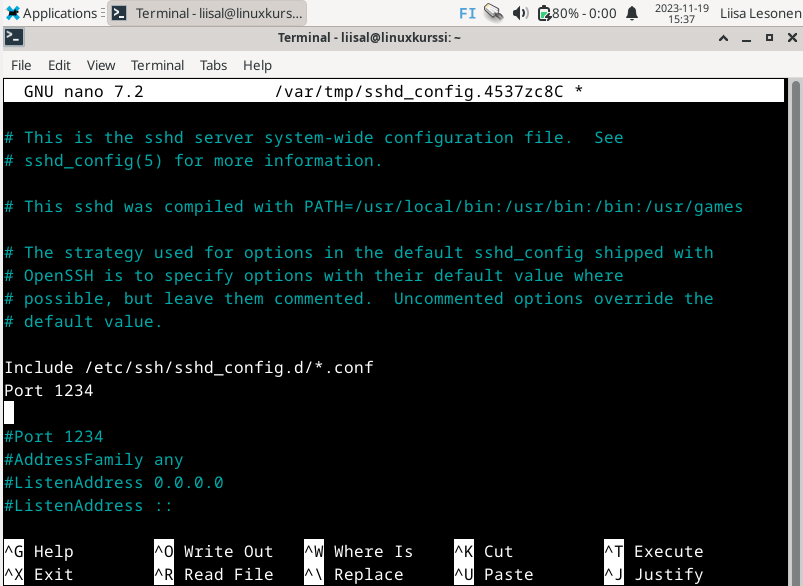 Applications Terminal - liisal@linuxkurs... FI 80% - 0:00 2023-11-19 15:37 Liisa Lesonen
Terminal - liisal@linuxkurssi: ~
File Edit View Terminal Tabs Help
GNU nano 7.2 /var/tmp/sshd_config.4537zc8C *
# This is the sshd server system-wide configuration file.  See
# sshd_config(5) for more information.
# This sshd was compiled with PATH=/usr/local/bin:/usr/bin:/bin:/usr/games
# The strategy used for options in the default sshd_config shipped with
# OpenSSH is to specify options with their default value where
# possible, but leave them commented.  Uncommented options override the
# default value.
Include /etc/ssh/sshd_config.d/*.conf
Port 1234
#Port 1234
#AddressFamily any
#ListenAddress 0.0.0.0
#ListenAddress ::
^G Help ^O Write Out ^W Where Is ^K Cut ^T Execute
^X Exit ^R Read File ^\ Replace ^U Paste ^J Justify